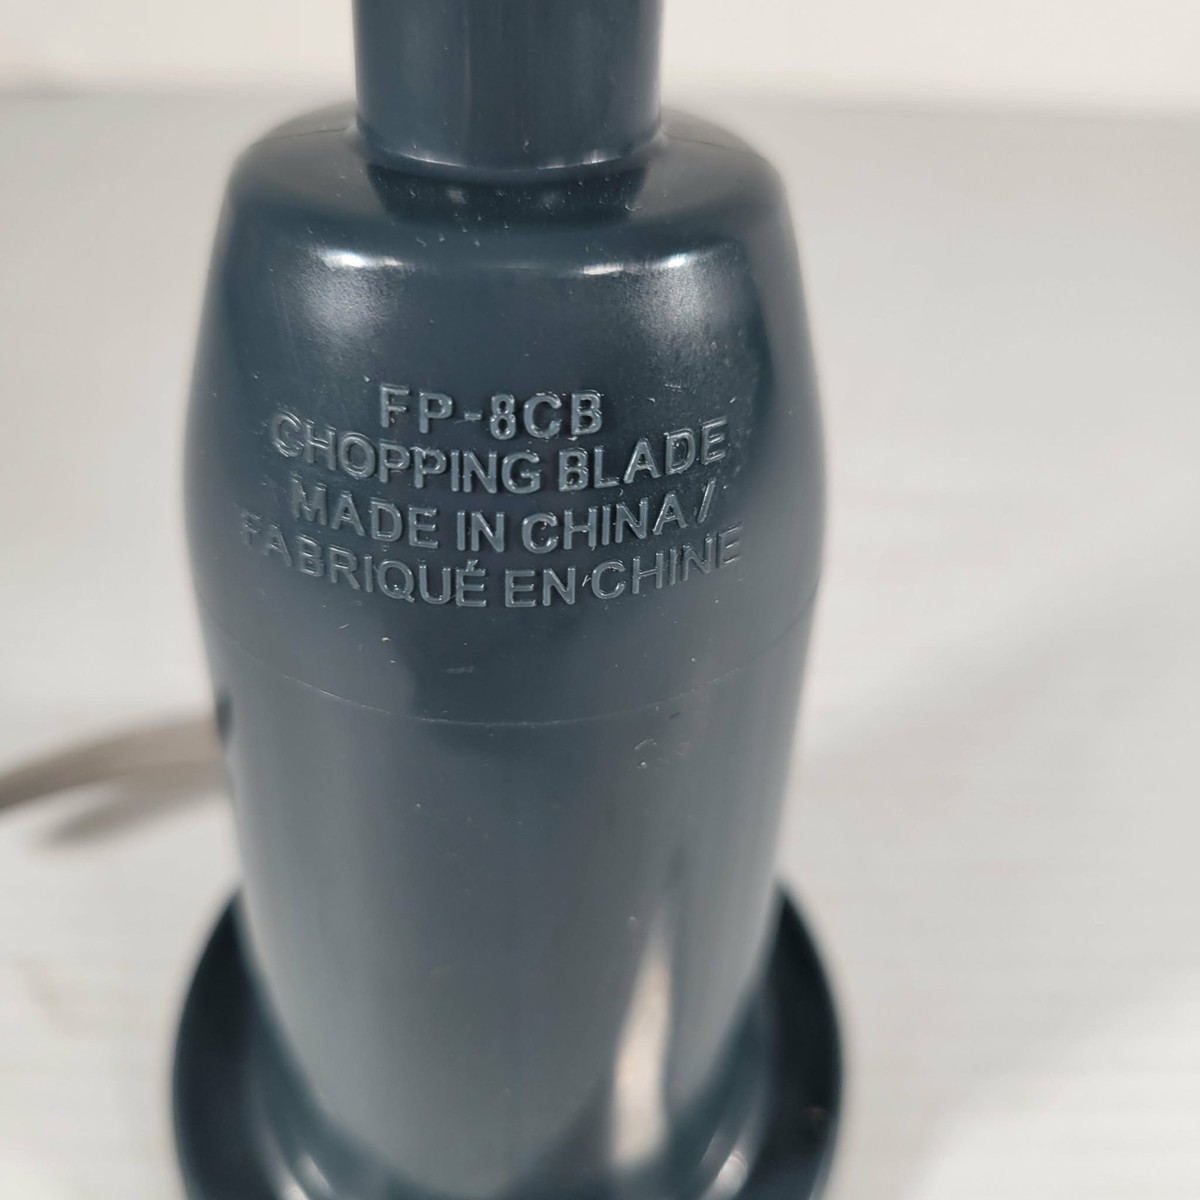 FP-8CB
CHOPPING BLADE
MADE IN CHINA /
FABRIQUÉ EN CHINE